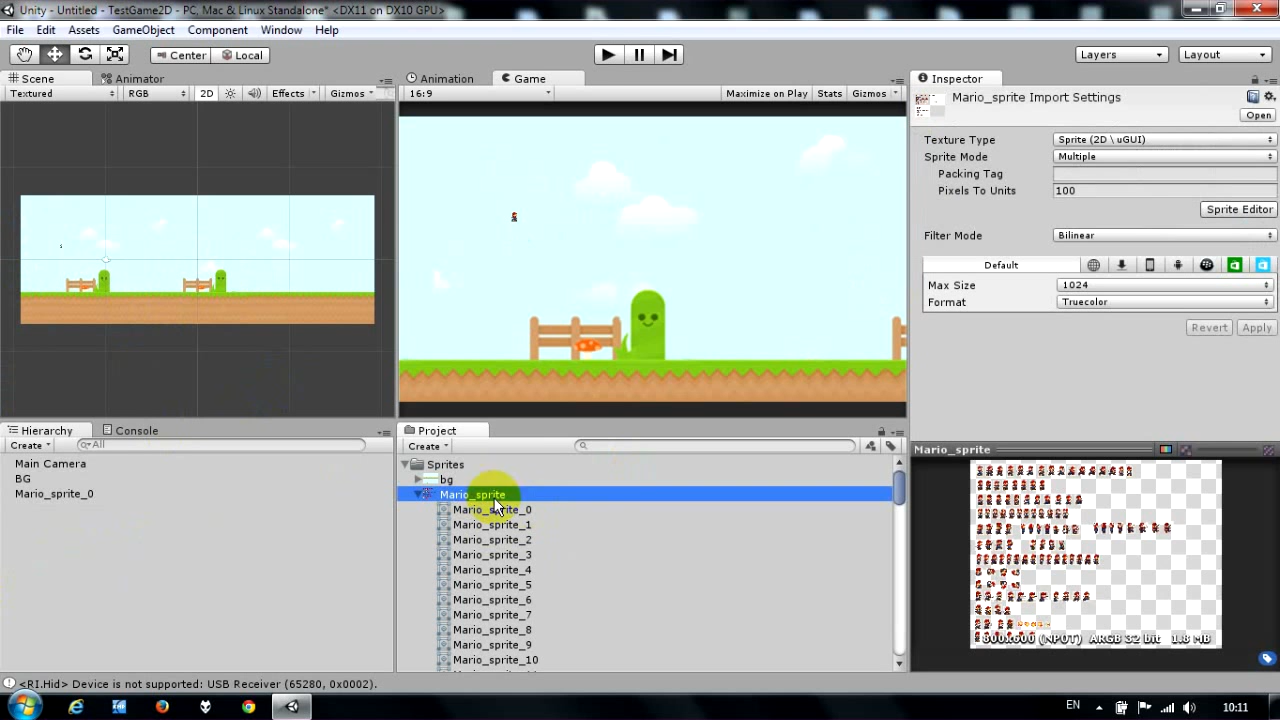 Unity - Untitled - TestGame2D - PC, Mac & Linux Standalone* <DX11 on DX10 GPU>
File Edit Assets GameObject Component Window Help
Center Local
Layers Layout
Scene Animator
Textured RGB 2D Effects Gizmos
Animation Game
16:9 Maximize on Play Stats Gizmos
Inspector
Mario_sprite Import Settings
Open
Texture Type Sprite (2D \ uGUI)
Sprite Mode Multiple
Packing Tag
Pixels To Units 100
Sprite Editor
Filter Mode Bilinear
Default
Max Size 1024
Format Truecolor
Revert Apply
Hierarchy Console
Create All
Main Camera
BG
Mario_sprite_0
Project
Create
Sprites
bg
Mario_sprite
Mario_sprite_0
Mario_sprite_1
Mario_sprite_2
Mario_sprite_3
Mario_sprite_4
Mario_sprite_5
Mario_sprite_6
Mario_sprite_7
Mario_sprite_8
Mario_sprite_9
Mario_sprite_10
Mario_sprite
800x600 (NPOT) ARGB 32 bit 1.8 MB
<RI.Hid> Device is not supported: USB Receiver (65280, 0x0002).
EN 10:11